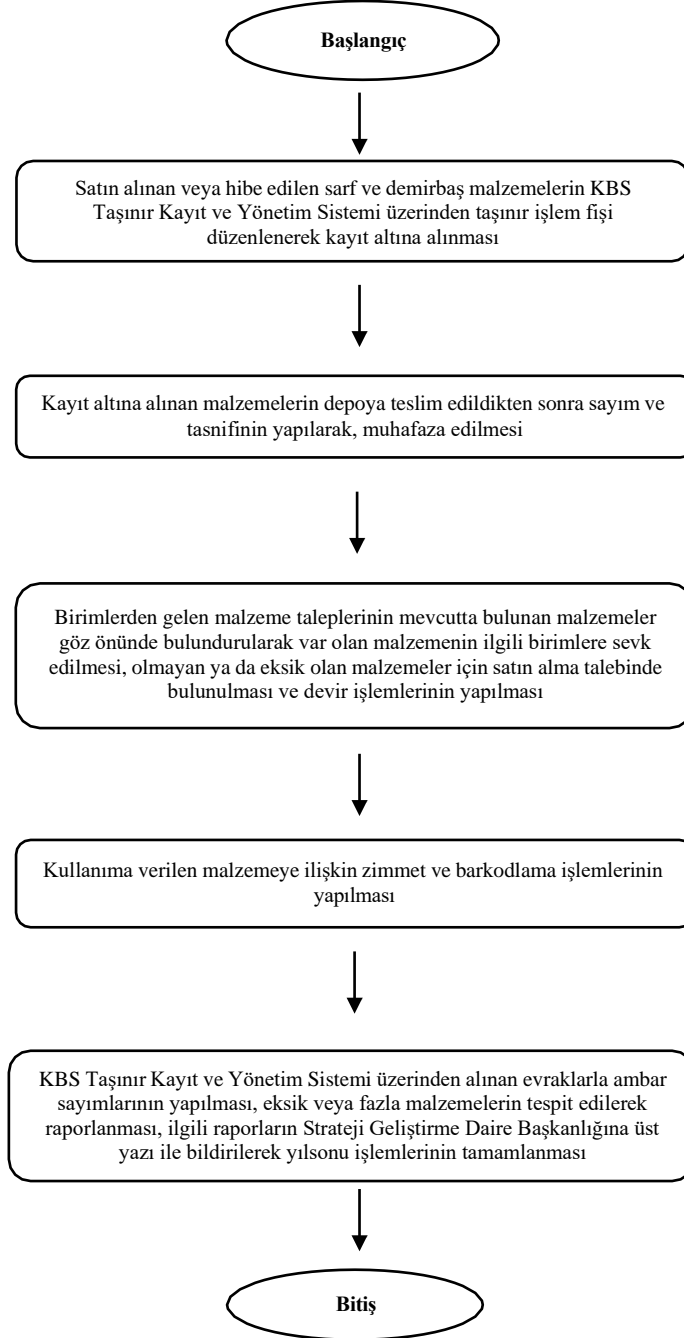 Başlangıç
Satın alınan veya hibe edilen sarf ve demirbaş malzemelerin KBS
Taşınır Kayıt ve Yönetim Sistemi üzerinden taşınır işlem fişi
düzenlenerek kayıt altına alınması
Kayıt altına alınan malzemelerin depoya teslim edildikten sonra sayım ve
tasnifinin yapılarak, muhafaza edilmesi
Birimlerden gelen malzeme taleplerinin mevcutta bulunan malzemeler
göz önünde bulundurularak var olan malzemenin ilgili birimlere sevk
edilmesi, olmayan ya da eksik olan malzemeler için satın alma talebinde
bulunulması ve devir işlemlerinin yapılması
Kullanıma verilen malzemeye ilişkin zimmet ve barkodlama işlemlerinin
yapılması
KBS Taşınır Kayıt ve Yönetim Sistemi üzerinden alınan evraklarla ambar
sayımlarının yapılması, eksik veya fazla malzemelerin tespit edilerek
raporlanması, ilgili raporların Strateji Geliştirme Daire Başkanlığına üst
yazı ile bildirilerek yılsonu işlemlerinin tamamlanması
Bitiş